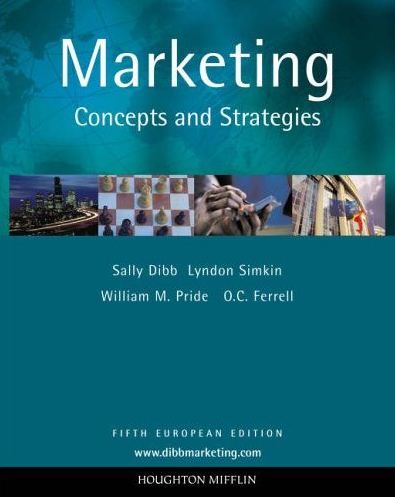 Marketing
Concepts and Strategies
Sally Dibb Lyndon Simkin
William M. Pride O.C. Ferrell
FIFTH EUROPEAN EDITION
www.dibbmarketing.com
HOUGHTON MIFFLIN